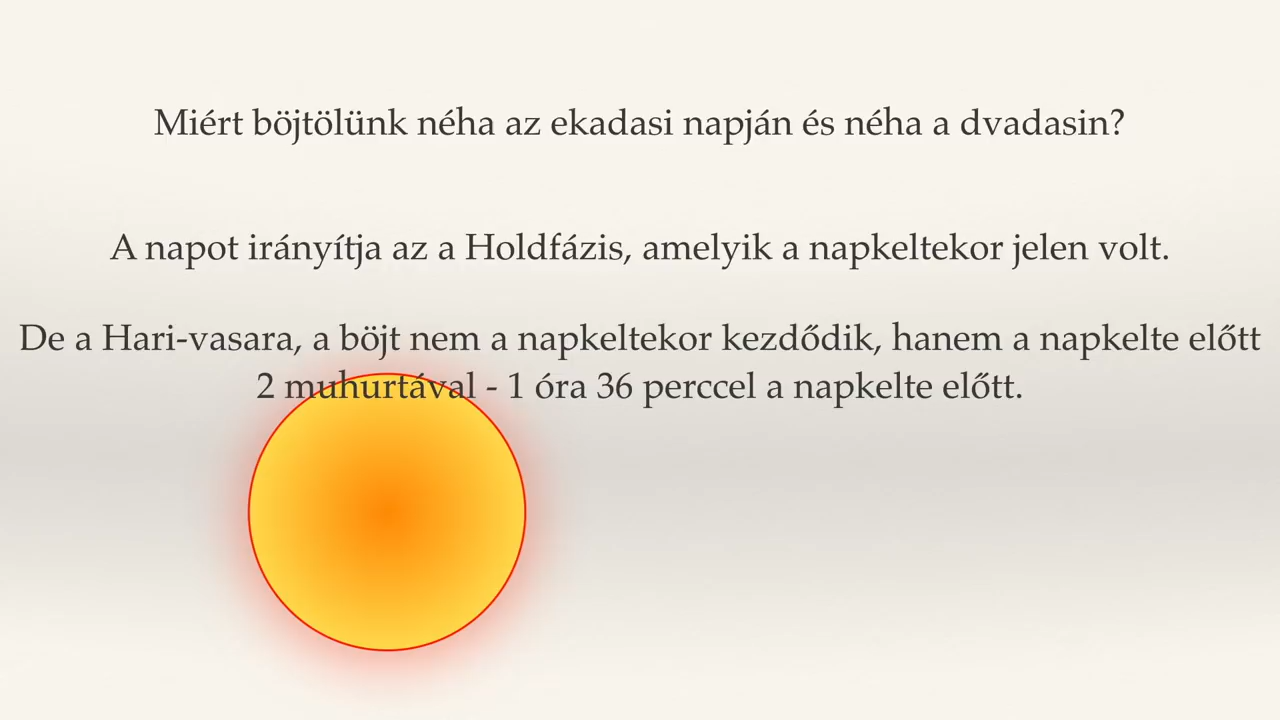 Miért böjtölünk néha az ekadasi napján és néha a dvadasin?
A napot irányítja az a Holdfázis, amelyik a napkeltekor jelen volt.
De a Hari-vasara, a böjt nem a napkeltekor kezdődik, hanem a napkelte előtt
2 muhurtával - 1 óra 36 perccel a napkelte előtt.